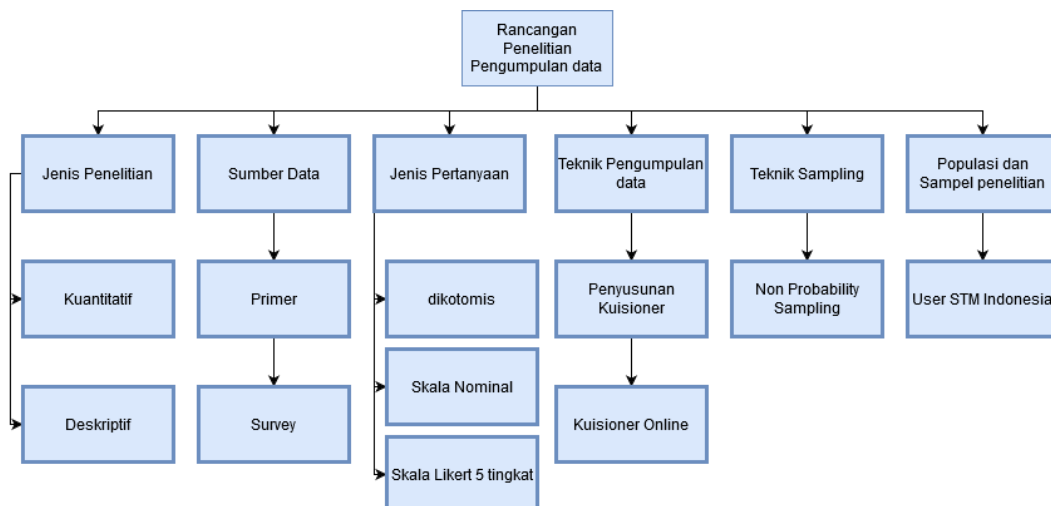 Rancangan
Penelitian
Pengumpulan data
Jenis Penelitian
Sumber Data
Jenis Pertanyaan
Teknik Pengumpulan
data
Teknik Sampling
Populasi dan
Sampel penelitian
Kuantitatif
Primer
dikotomis
Penyusunan
Kuisioner
Non Probability
Sampling
User STM Indonesia
Skala Nominal
Deskriptif
Survey
Kuisioner Online
Skala Likert 5 tingkat